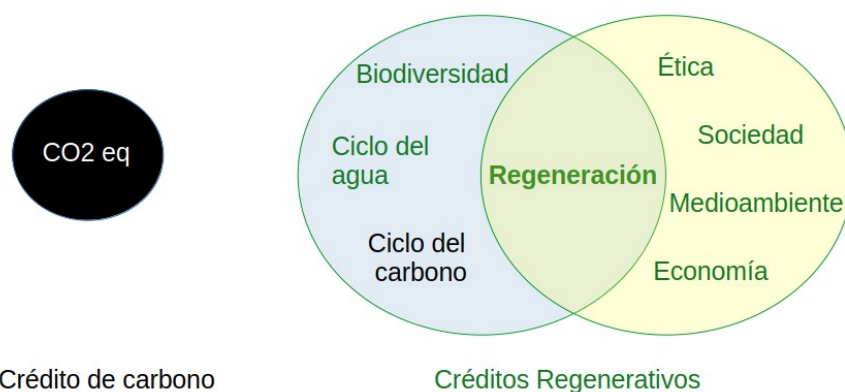 CO2 eq
Biodiversidad
Ciclo del
agua
Ciclo del
carbono
Regeneración
Ética
Sociedad
Medioambiente
Economía
Crédito de carbono
Créditos Regenerativos